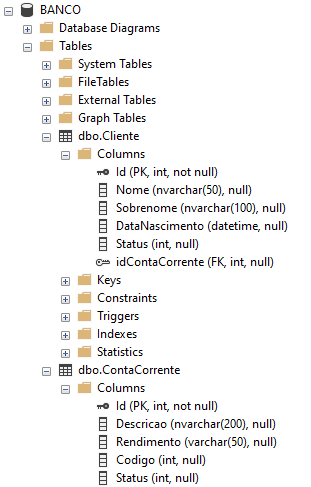 BANCO
Database Diagrams
Tables
System Tables
FileTables
External Tables
Graph Tables
dbo.Cliente
Columns
Id (PK, int, not null)
Nome (nvarchar(50), null)
Sobrenome (nvarchar(100), null)
DataNascimento (datetime, null)
Status (int, null)
idContaCorrente (FK, int, null)
Keys
Constraints
Triggers
Indexes
Statistics
dbo.ContaCorrente
Columns
Id (PK, int, not null)
Descricao (nvarchar(200), null)
Rendimento (varchar(50), null)
Codigo (int, null)
Status (int, null)